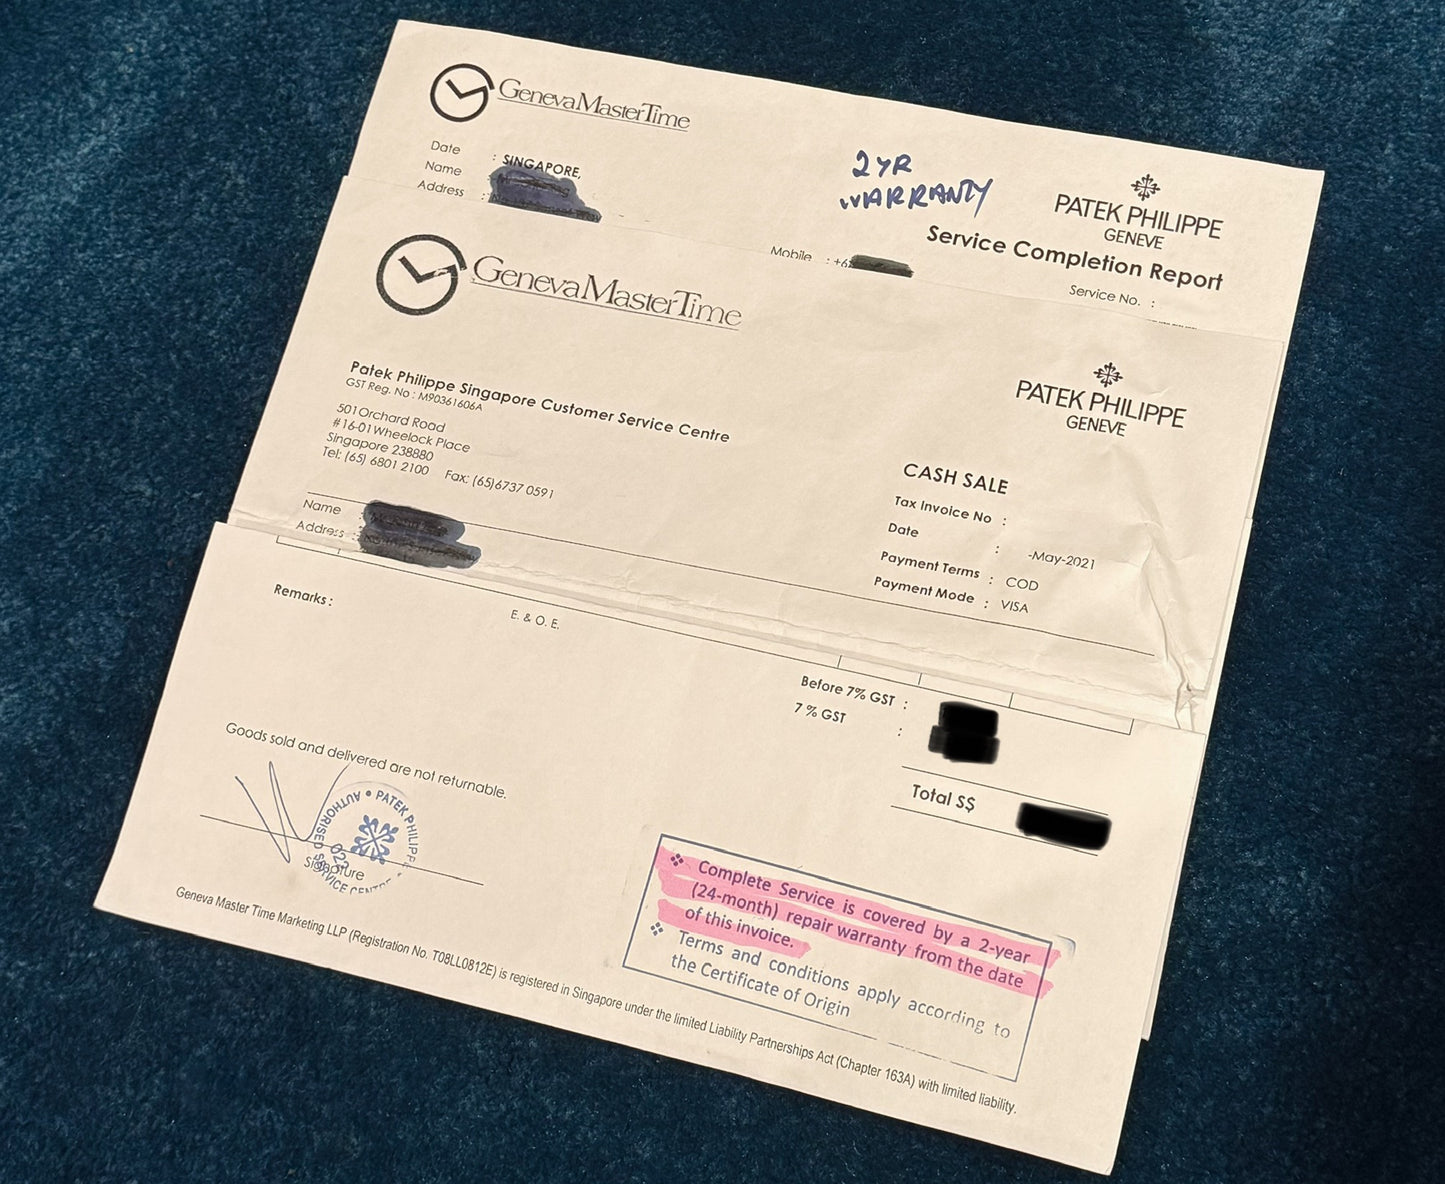 GenevaMasterTime
Date : SINGAPORE,
Name
Address :
2 YR
WARRANTY
PATEK PHILIPPE
GENEVE
Service Completion Report
Mobile : +6
Service No. :
GenevaMasterTime
PATEK PHILIPPE
GENEVE
Patek Philippe Singapore Customer Service Centre
GST Reg. No : M90361606A
501Orchard Road
#16-01Wheelock Place
Singapore 238880
Tel: (65) 6801 2100 Fax: (65)6737 0591
CASH SALE
Tax Invoice No :
Date : -May-2021
Payment Terms : COD
Payment Mode : VISA
Name :
Address :
Remarks :
E. & O. E.
Before 7% GST :
7 % GST :
Total S$
Goods sold and delivered are not returnable.
PATEK PHILIPPE
AUTHORISED SERVICE CENTRE
Signature
❖ Complete Service is covered by a 2-year
(24-month) repair warranty from the date
of this invoice.
❖ Terms and conditions apply according to
the Certificate of Origin
Geneva Master Time Marketing LLP (Registration No. T08LL0812E) is registered in Singapore under the limited Liability Partnerships Act (Chapter 163A) with limited liability.